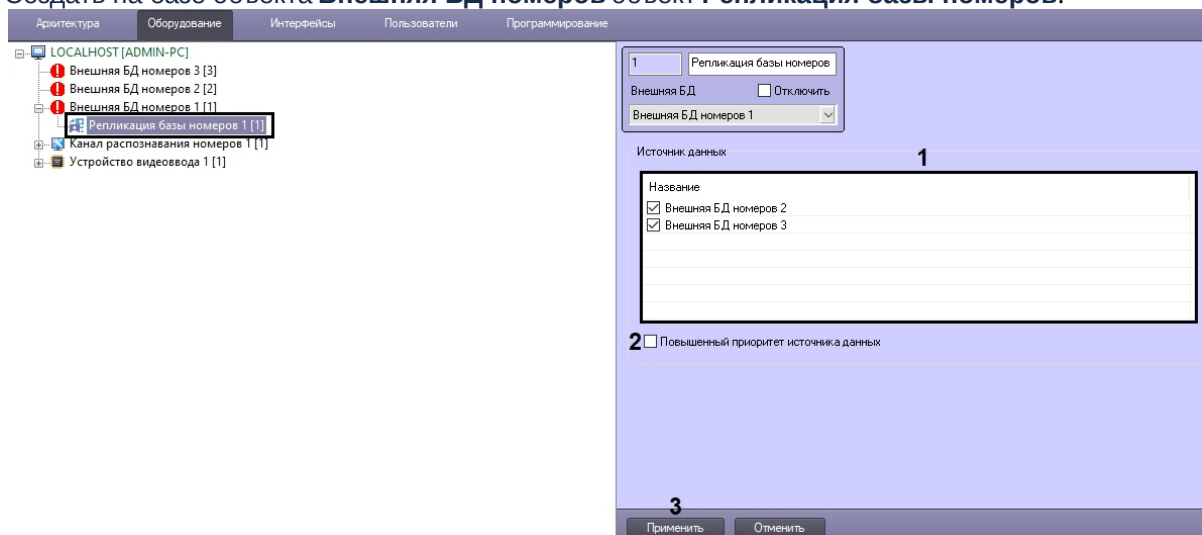 Создать на базе объекта Внешняя БД номеров объект Репликация базы номеров.
Архитектура Оборудование Интерфейсы Пользователи Программирование
LOCALHOST [ADMIN-PC]
Внешняя БД номеров 3 [3]
Внешняя БД номеров 2 [2]
Внешняя БД номеров 1 [1]
Репликация базы номеров 1 [1]
Канал распознавания номеров 1 [1]
Устройство видеоввода 1 [1]
1 Репликация базы номеров
Внешняя БД Отключить
Внешняя БД номеров 1
Источник данных
1
Название
Внешняя БД номеров 2
Внешняя БД номеров 3
2 Повышенный приоритет источника данных
3
Применить Отменить